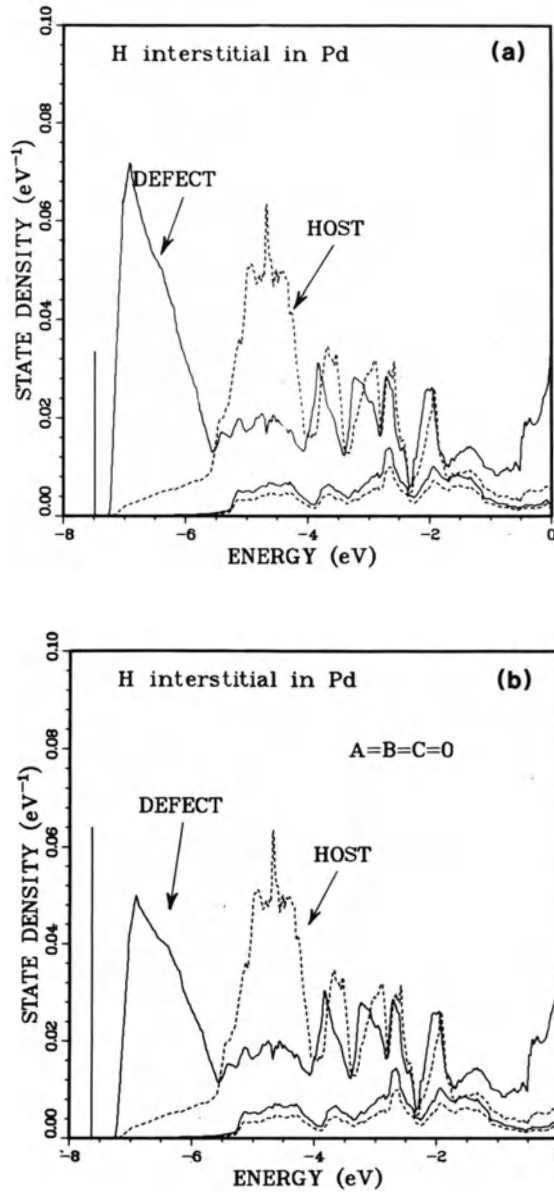 H interstitial in Pd (a)
0.10
0.08
0.06
0.04
0.02
0.00
STATE DENSITY (eV⁻¹)
DEFECT
HOST
-8 -6 -4 -2 0
ENERGY (eV)
H interstitial in Pd (b)
A=B=C=0
0.10
0.08
0.06
0.04
0.02
0.00
STATE DENSITY (eV⁻¹)
DEFECT
HOST
-8 -6 -4 -2 0
ENERGY (eV)